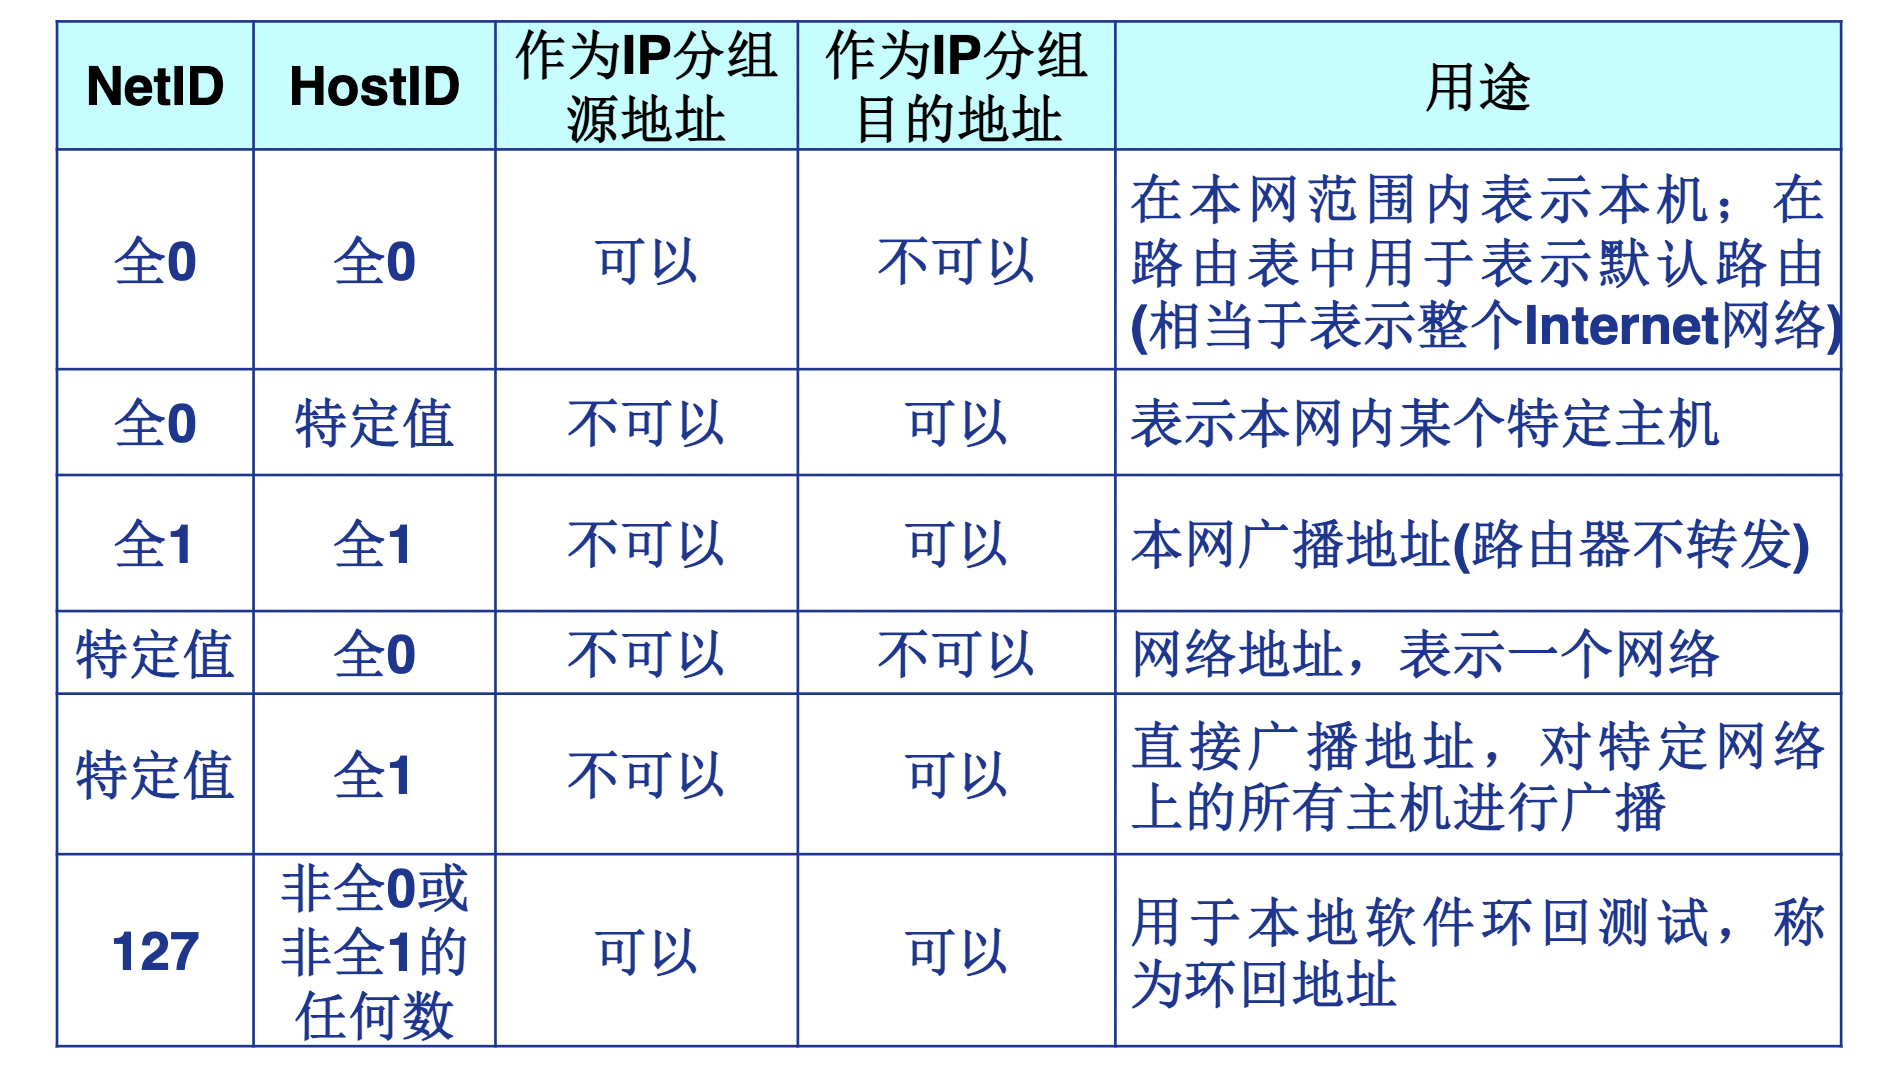 NetID
HostID
作为IP分组
源地址
作为IP分组
目的地址
用途
全0
全0
可以
不可以
在本网范围内表示本机；在
路由表中用于表示默认路由
(相当于表示整个Internet网络)
全0
特定值
不可以
可以
表示本网内某个特定主机
全1
全1
不可以
可以
本网广播地址(路由器不转发)
特定值
全0
不可以
不可以
网络地址，表示一个网络
特定值
全1
不可以
可以
直接广播地址，对特定网络
上的所有主机进行广播
127
非全0或
非全1的
任何数
可以
可以
用于本地软件环回测试，称
为环回地址